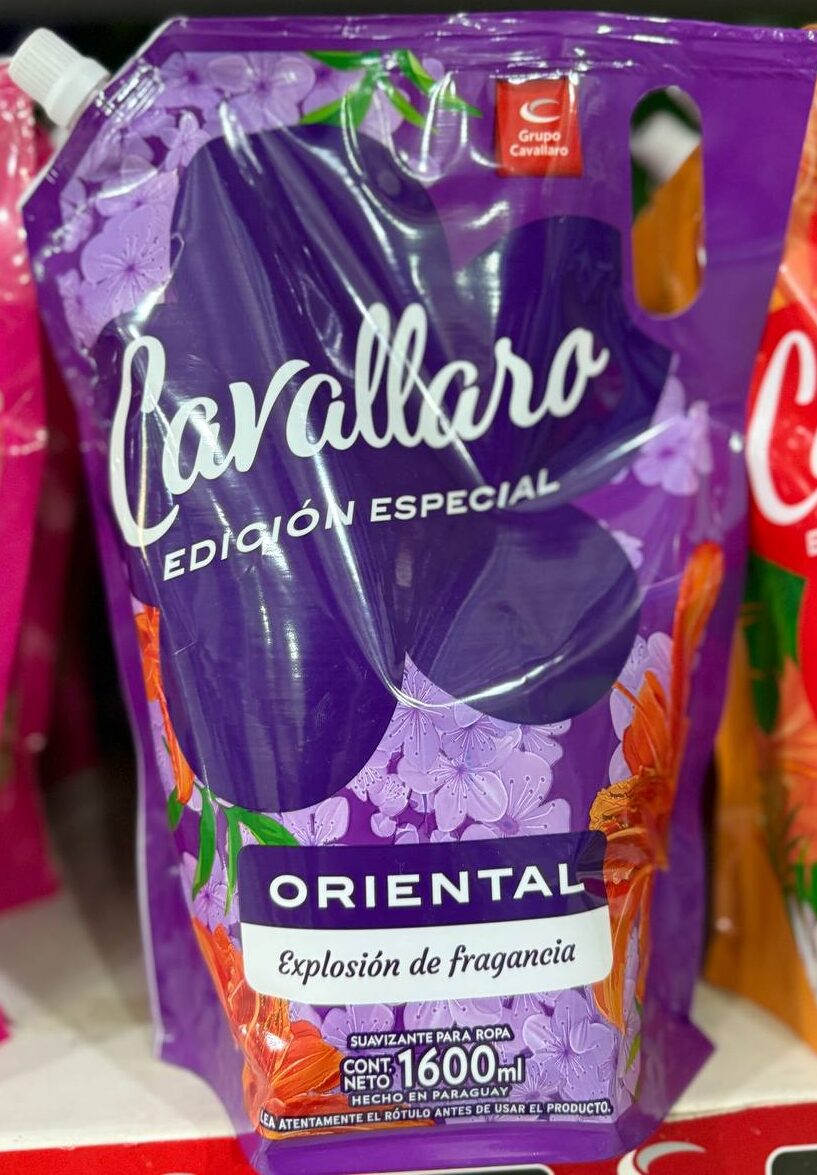 Grupo
Cavallaro
Cavallaro
EDICIÓN ESPECIAL
ORIENTAL
Explosión de fragancia
SUAVIZANTE PARA ROPA
CONT. NETO 1600ml
HECHO EN PARAGUAY
LEA ATENTAMENTE EL RÓTULO ANTES DE USAR EL PRODUCTO.